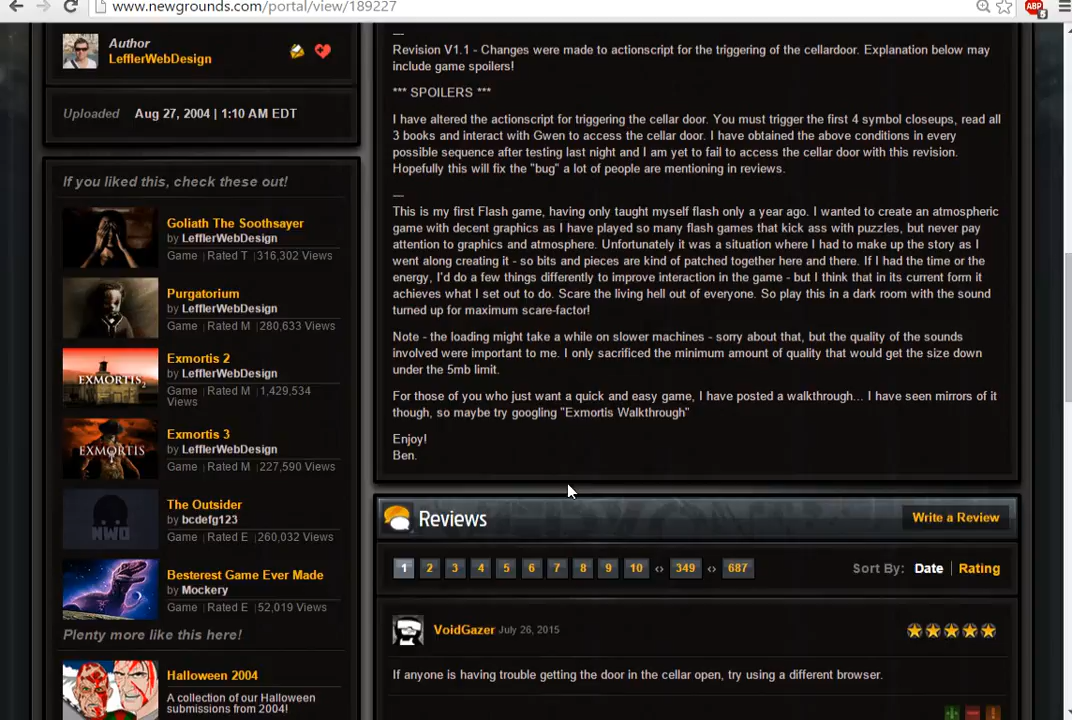 www.newgrounds.com/portal/view/189227
ABP
5
Author
LefflerWebDesign
Uploaded Aug 27, 2004 | 1:10 AM EDT
If you liked this, check these out!
Goliath The Soothsayer
by LefflerWebDesign
Game | Rated T | 316,302 Views
Purgatorium
by LefflerWebDesign
Game | Rated M | 280,633 Views
EXMORTIS 2
Exmortis 2
by LefflerWebDesign
Game | Rated M | 1,429,534
Views
EXMORTIS
Exmortis 3
by LefflerWebDesign
Game | Rated M | 227,590 Views
NWO
The Outsider
by bcdefg123
Game | Rated E | 260,032 Views
Besterest Game Ever Made
by Mockery
Game | Rated E | 52,019 Views
Plenty more like this here!
Halloween 2004
A collection of our Halloween
submissions from 2004!
---
Revision V1.1 - Changes were made to actionscript for the triggering of the cellardoor. Explanation below may
include game spoilers!
*** SPOILERS ***
I have altered the actionscript for triggering the cellar door. You must trigger the first 4 symbol closeups, read all
3 books and interact with Gwen to access the cellar door. I have obtained the above conditions in every
possible sequence after testing last night and I am yet to fail to access the cellar door with this revision.
Hopefully this will fix the "bug" a lot of people are mentioning in reviews.
---
This is my first Flash game, having only taught myself flash only a year ago. I wanted to create an atmospheric
game with decent graphics as I have played so many flash games that kick ass with puzzles, but never pay
attention to graphics and atmosphere. Unfortunately it was a situation where I had to make up the story as I
went along creating it - so bits and pieces are kind of patched together here and there. If I had the time or the
energy, I'd do a few things differently to improve interaction in the game - but I think that in its current form it
achieves what I set out to do. Scare the living hell out of everyone. So play this in a dark room with the sound
turned up for maximum scare-factor!
Note - the loading might take a while on slower machines - sorry about that, but the quality of the sounds
involved were important to me. I only sacrificed the minimum amount of quality that would get the size down
under the 5mb limit.
For those of you who just want a quick and easy game, I have posted a walkthrough... I have seen mirrors of it
though, so maybe try googling "Exmortis Walkthrough"
Enjoy!
Ben.
Reviews
Write a Review
1 2 3 4 5 6 7 8 9 10 <> 349 <> 687
Sort By: Date | Rating
VoidGazer July 26, 2015
If anyone is having trouble getting the door in the cellar open, try using a different browser.